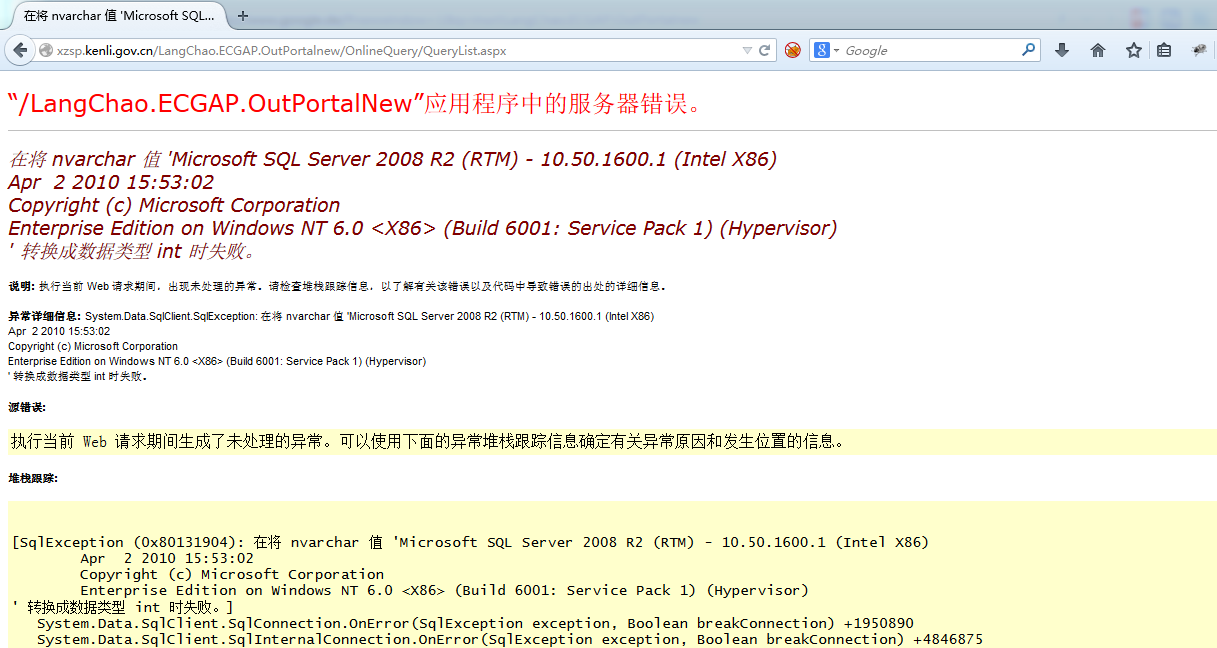 在将 nvarchar 值 'Microsoft SQL...
xzsp.kenli.gov.cn/LangChao.ECGAP.OutPortalnew/OnlineQuery/QueryList.aspx
Google
“/LangChao.ECGAP.OutPortalNew”应用程序中的服务器错误。
在将 nvarchar 值 'Microsoft SQL Server 2008 R2 (RTM) - 10.50.1600.1 (Intel X86)
Apr  2 2010 15:53:02
Copyright (c) Microsoft Corporation
Enterprise Edition on Windows NT 6.0 <X86> (Build 6001: Service Pack 1) (Hypervisor)
' 转换成数据类型 int 时失败。
说明: 执行当前 Web 请求期间，出现未处理的异常。请检查堆栈跟踪信息，以了解有关该错误以及代码中导致错误的出处的详细信息。
异常详细信息: System.Data.SqlClient.SqlException: 在将 nvarchar 值 'Microsoft SQL Server 2008 R2 (RTM) - 10.50.1600.1 (Intel X86)
Apr  2 2010 15:53:02
Copyright (c) Microsoft Corporation
Enterprise Edition on Windows NT 6.0 <X86> (Build 6001: Service Pack 1) (Hypervisor)
' 转换成数据类型 int 时失败。
源错误:
执行当前 Web 请求期间生成了未处理的异常。可以使用下面的异常堆栈跟踪信息确定有关异常原因和发生位置的信息。
堆栈跟踪:
[SqlException (0x80131904): 在将 nvarchar 值 'Microsoft SQL Server 2008 R2 (RTM) - 10.50.1600.1 (Intel X86)
Apr  2 2010 15:53:02
Copyright (c) Microsoft Corporation
Enterprise Edition on Windows NT 6.0 <X86> (Build 6001: Service Pack 1) (Hypervisor)
' 转换成数据类型 int 时失败。]
System.Data.SqlClient.SqlConnection.OnError(SqlException exception, Boolean breakConnection) +1950890
System.Data.SqlClient.SqlInternalConnection.OnError(SqlException exception, Boolean breakConnection) +4846875